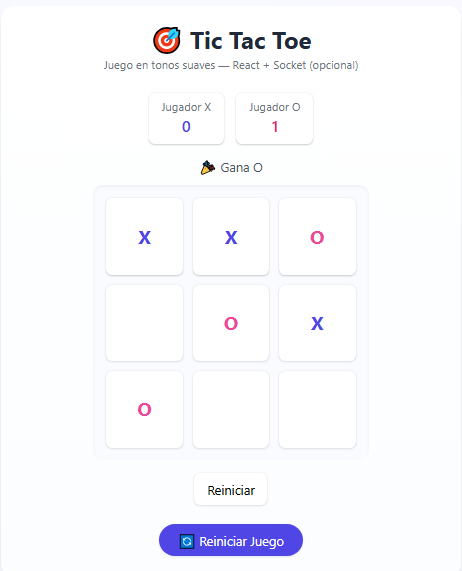 🎯 Tic Tac Toe
Juego en tonos suaves — React + Socket (opcional)
Jugador X Jugador O
0 1
🎉 Gana O
X X O
O X
O
Reiniciar
🔄 Reiniciar Juego